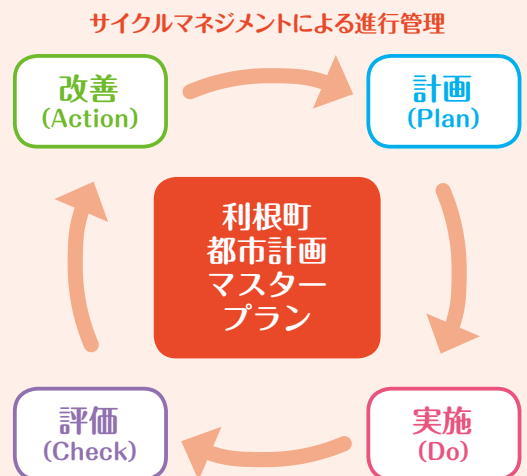 サイクルマネジメントによる進行管理
改善
(Action)
計画
(Plan)
利根町
都市計画
マスター
プラン
評価
(Check)
実施
(Do)